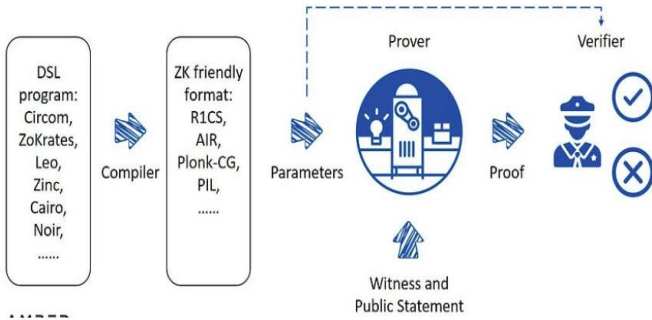 DSL
program:
Circom,
ZoKrates,
Leo,
Zinc,
Cairo,
Noir,
......
Compiler
ZK friendly
format:
R1CS,
AIR,
Plonk-CG,
PIL,
......
Parameters
Prover
Witness and
Public Statement
Proof
Verifier